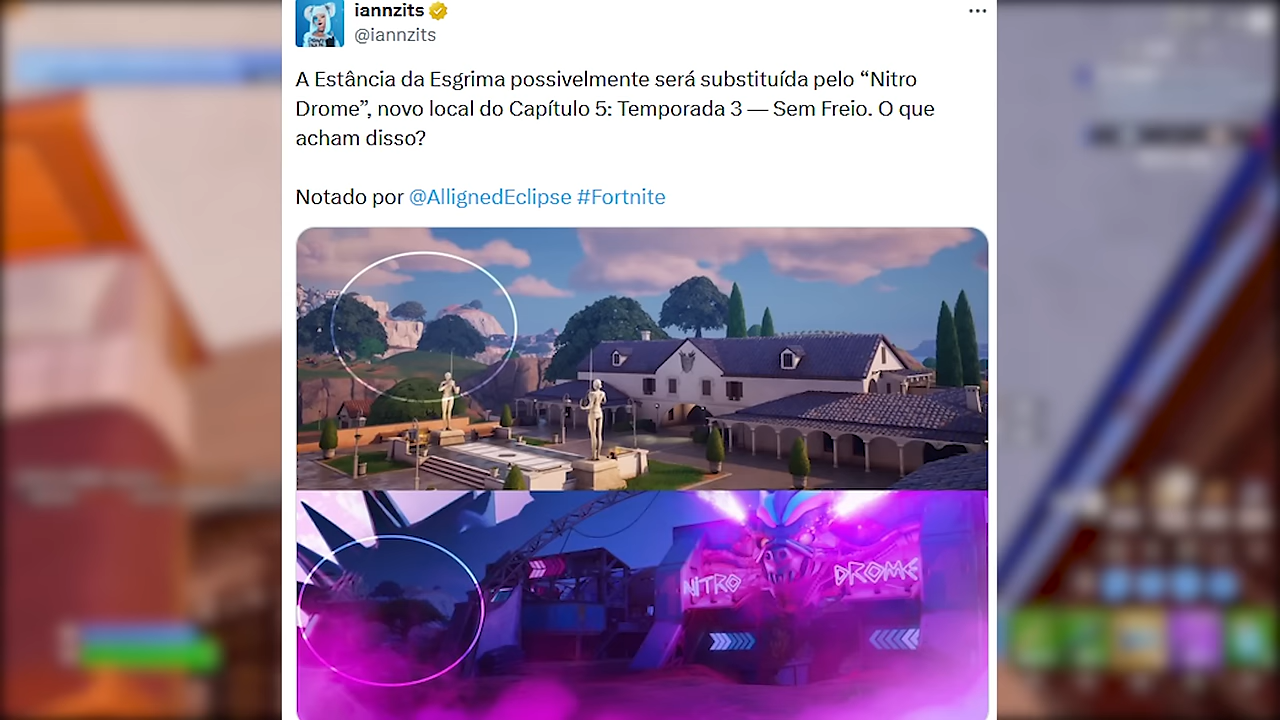 iannzits
@iannzits
A Estância da Esgrima possivelmente será substituída pelo “Nitro
Drome”, novo local do Capítulo 5: Temporada 3 — Sem Freio. O que
acham disso?
Notado por @AllignedEclipse #Fortnite
NITRO DROME